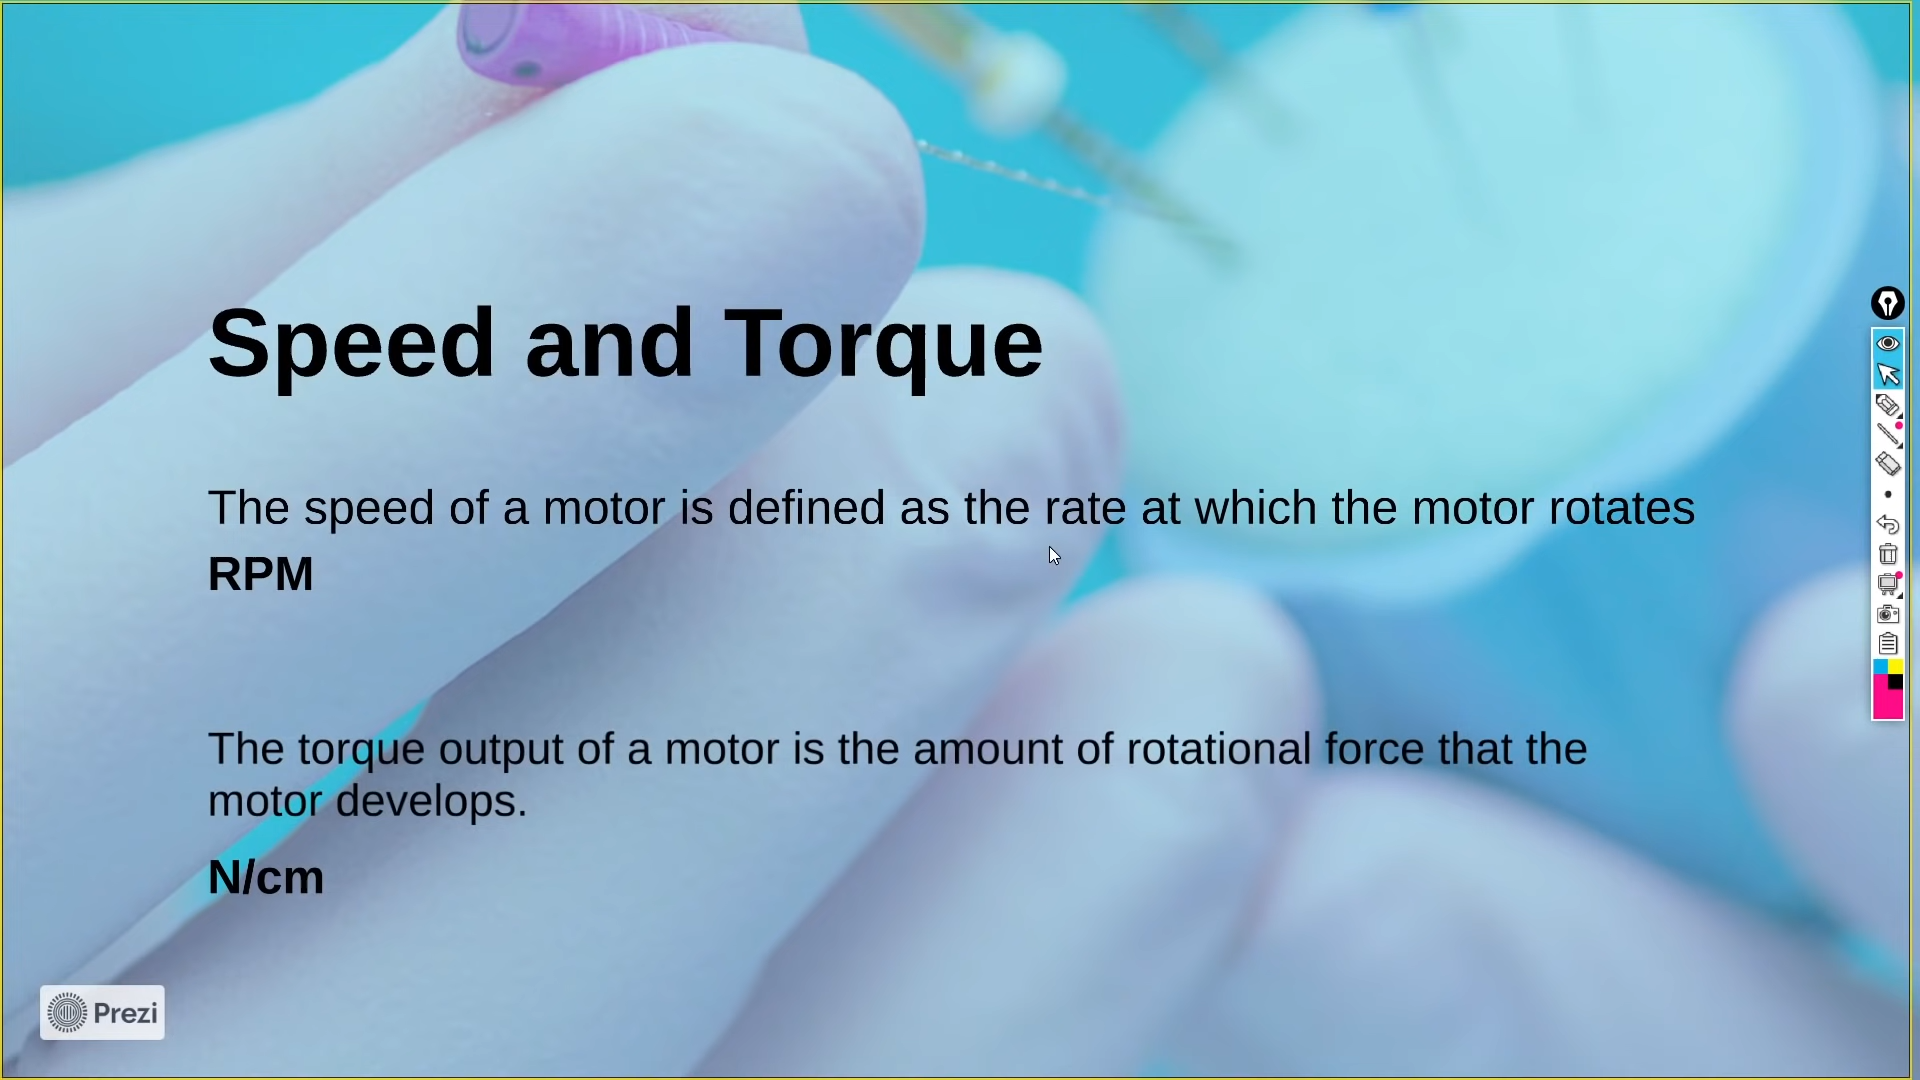 Speed and Torque
The speed of a motor is defined as the rate at which the motor rotates
RPM
The torque output of a motor is the amount of rotational force that the
motor develops.
N/cm
Prezi